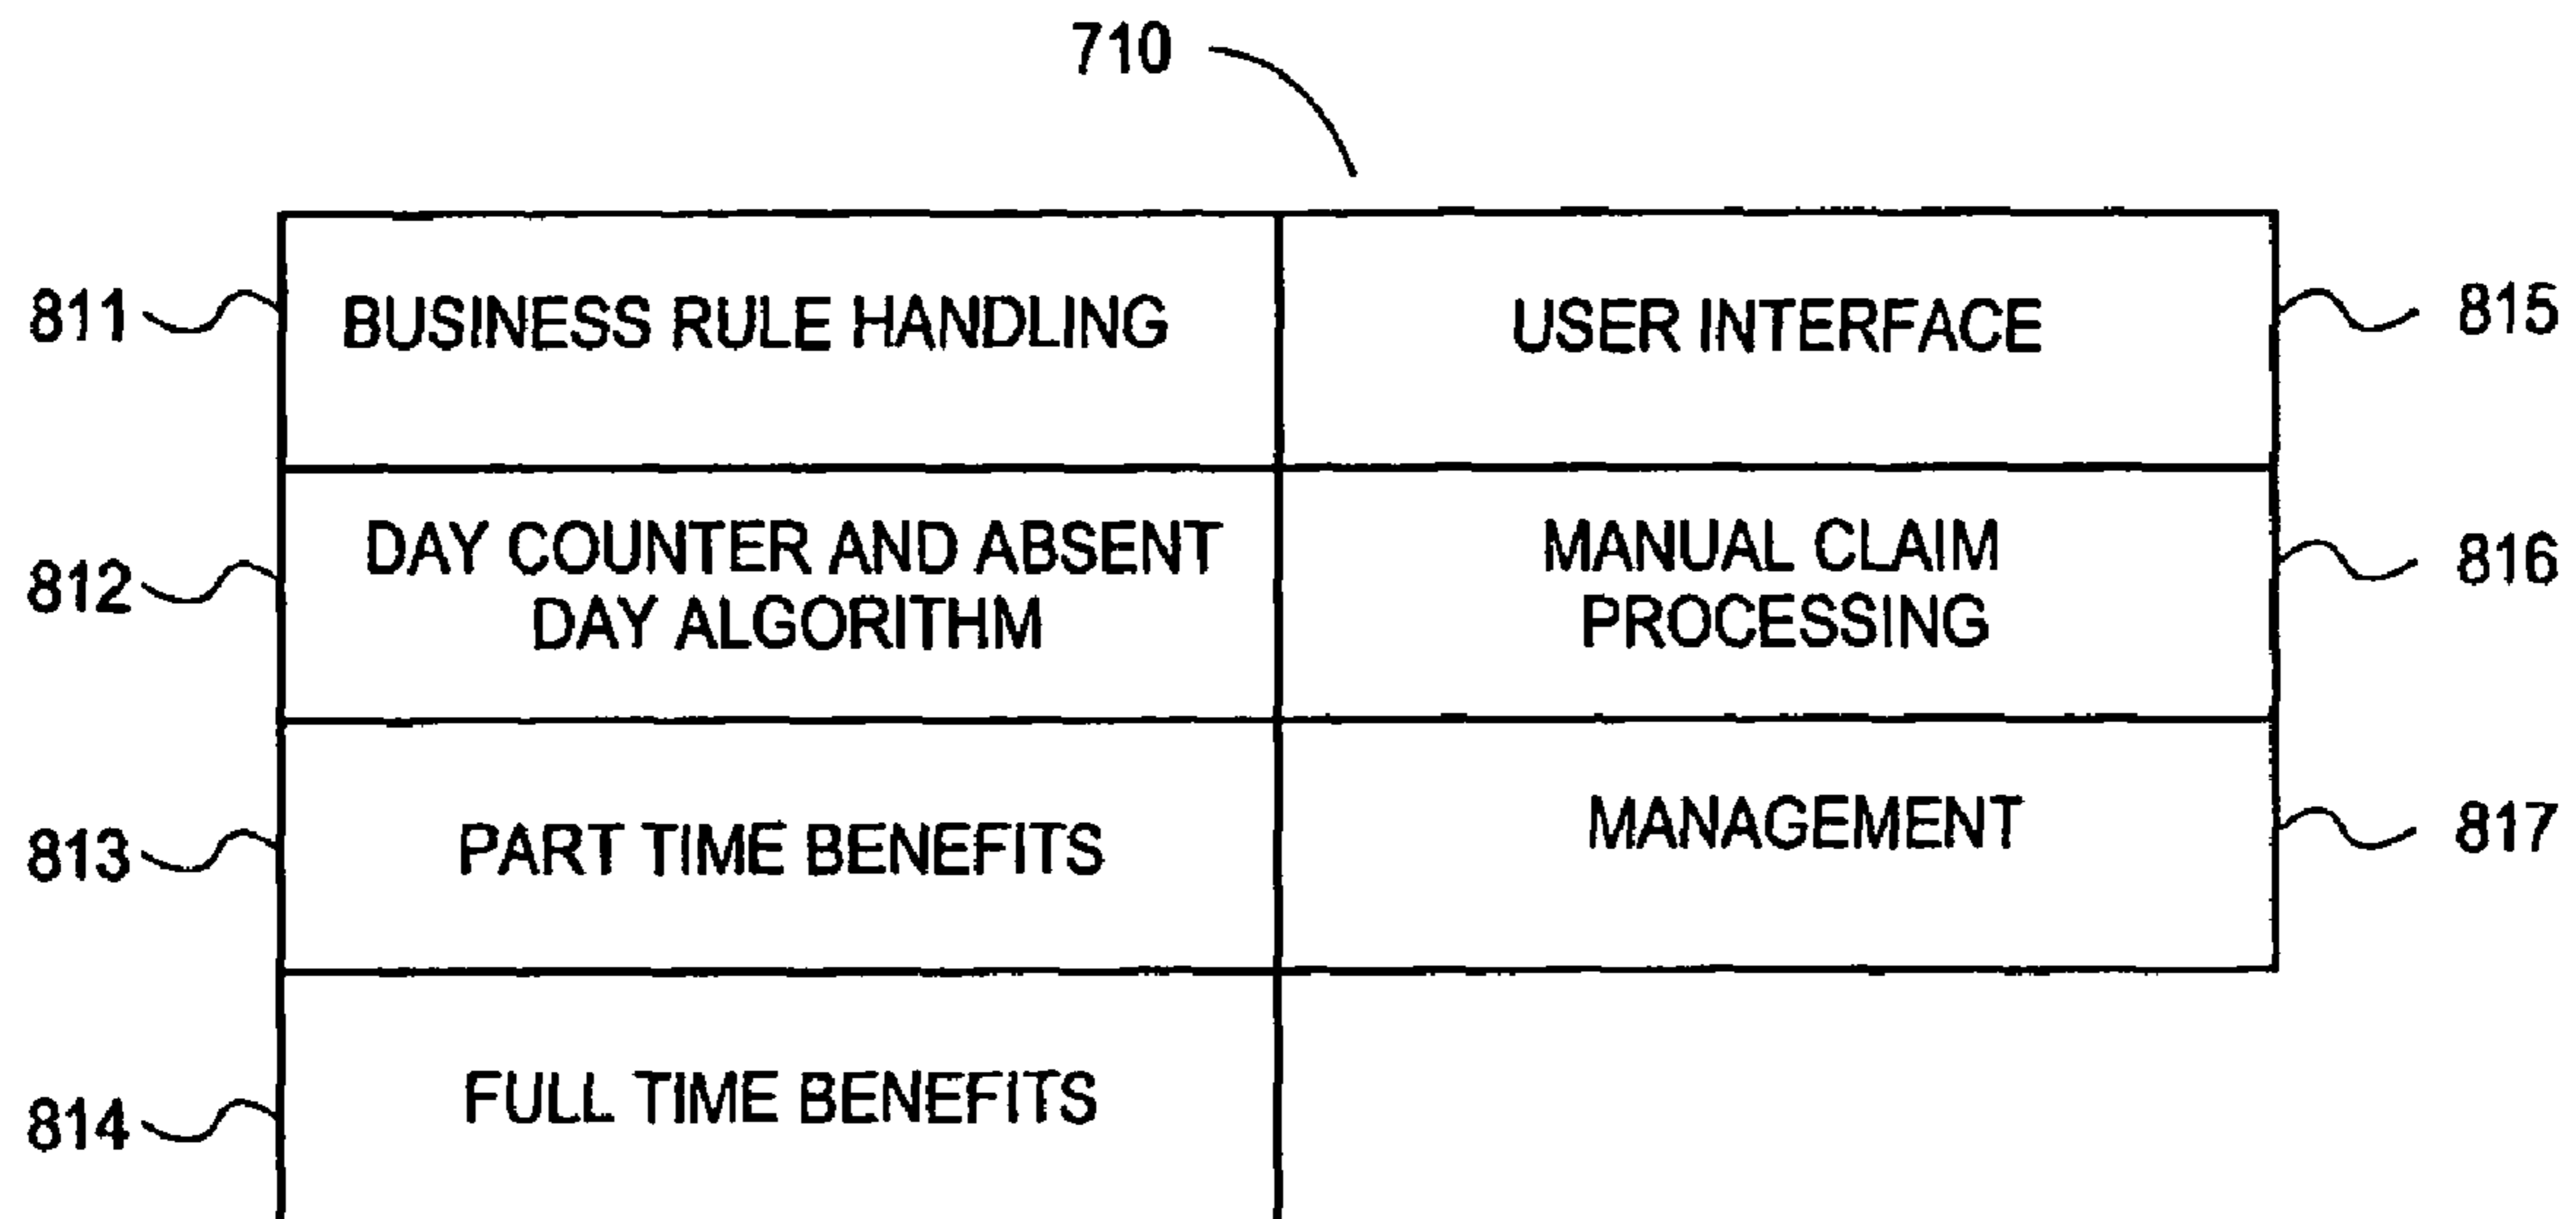 710
811
BUSINESS RULE HANDLING
USER INTERFACE
815
812
DAY COUNTER AND ABSENT
DAY ALGORITHM
MANUAL CLAIM
PROCESSING
816
813
PART TIME BENEFITS
MANAGEMENT
817
814
FULL TIME BENEFITS